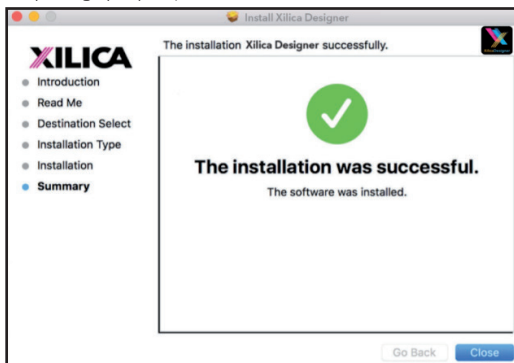 Install Xilica Designer
The installation Xilica Designer successfully.
XILICA
Introduction
Read Me
Destination Select
Installation Type
Installation
Summary
The installation was successful.
The software was installed.
Go Back
Close